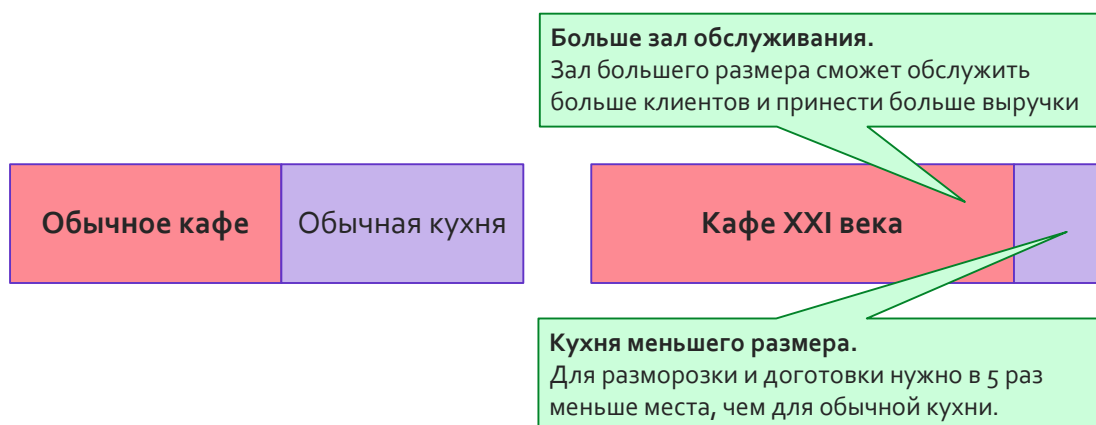 Больше зал обслуживания.
Зал большего размера сможет обслужить
больше клиентов и принести больше выручки
Обычное кафе
Обычная кухня
Кафе XXI века
Кухня меньшего размера.
Для разморозки и доготовки нужно в 5 раз
меньше места, чем для обычной кухни.